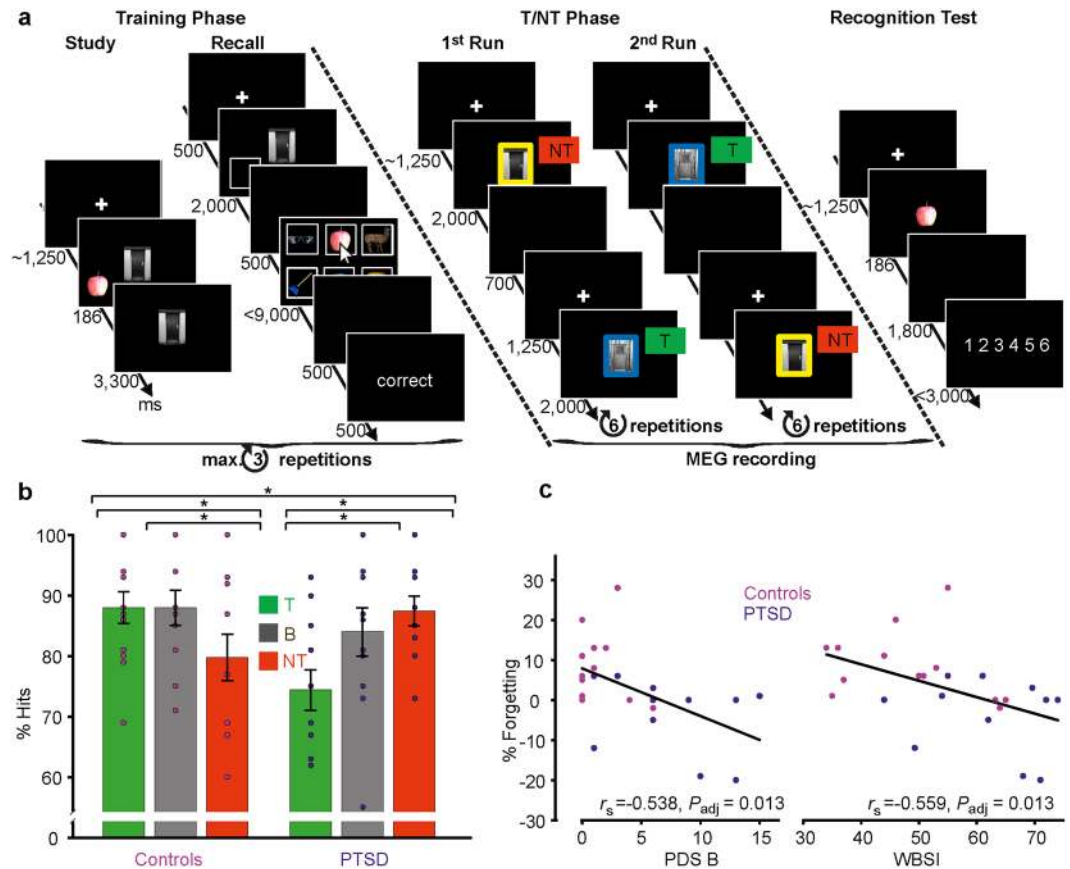 a
Training Phase
T/NT Phase
Recognition Test
Study
Recall
1st Run
2nd Run
~1,250
186
3,300
ms
500
2,000
500
<9,000
500
correct
500
max. 3 repetitions
~1,250
NT
2,000
700
1,250
T
2,000
6 repetitions
T
NT
6 repetitions
MEG recording
~1,250
186
1,800
1 2 3 4 5 6
<3,000
b
*
* *
* *
% Hits
100
90
80
70
60
0
T
B
NT
Controls
PTSD
c
Controls
PTSD
% Forgetting
30
20
10
0
-10
-20
-30
rs=-0.538, Padj = 0.013
rs=-0.559, Padj = 0.013
0 5 10 15
30 40 50 60 70
PDS B
WBSI